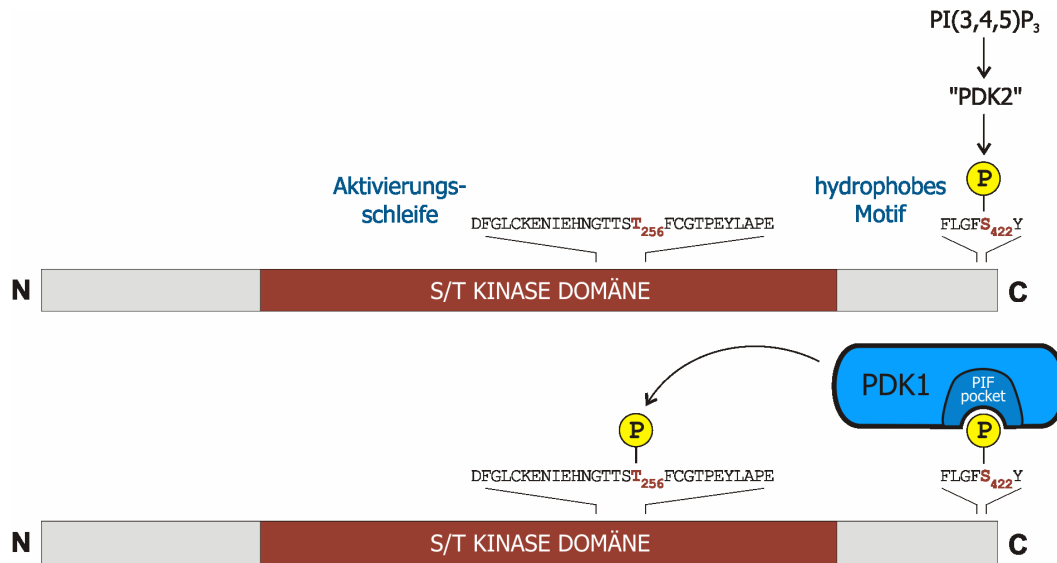 PI(3,4,5)P3
"PDK2"
P
Aktivierungs-
schleife
hydrophobes
Motif
DFGLCKENIEHNGTTST256FCGTPEYLAPE
FLGFS422Y
N
S/T KINASE DOMÄNE
C
PDK1
PIF
pocket
P
P
DFGLCKENIEHNGTTST256FCGTPEYLAPE
FLGFS422Y
N
S/T KINASE DOMÄNE
C